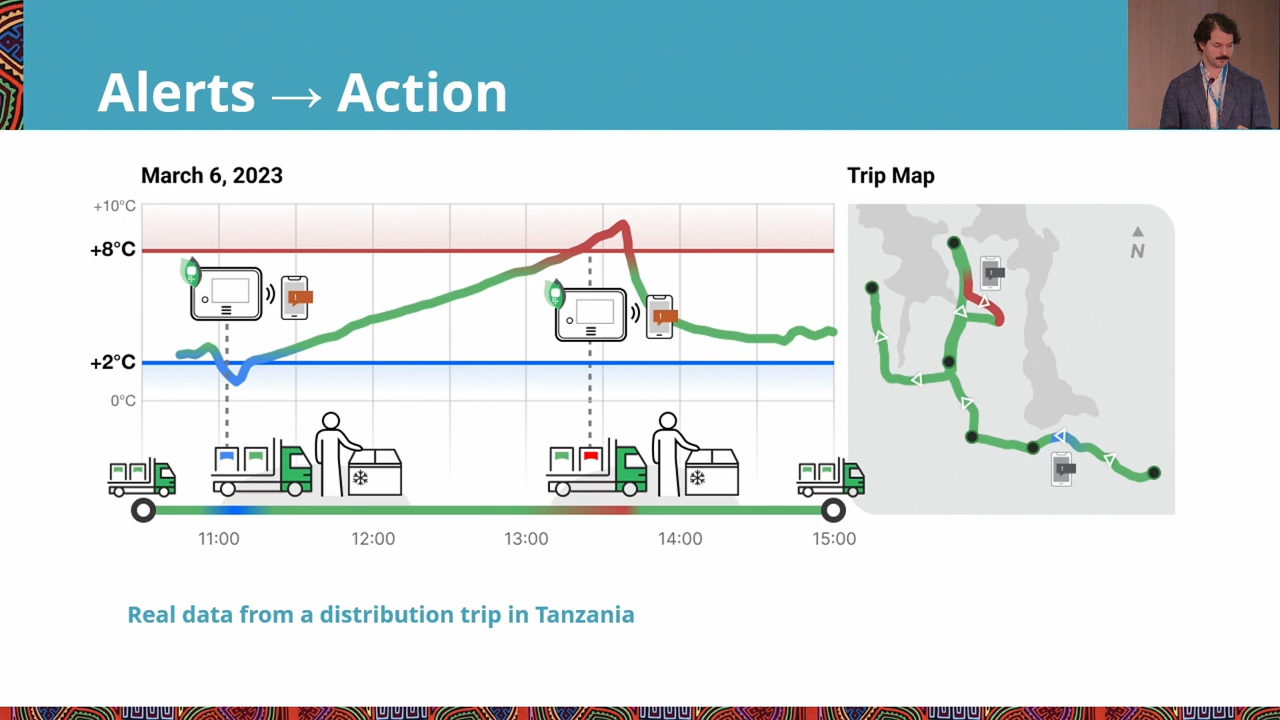 Alerts → Action
March 6, 2023
Trip Map
+10°C
+8°C
+2°C
0°C
!
!
N
11:00
12:00
13:00
14:00
15:00
Real data from a distribution trip in Tanzania